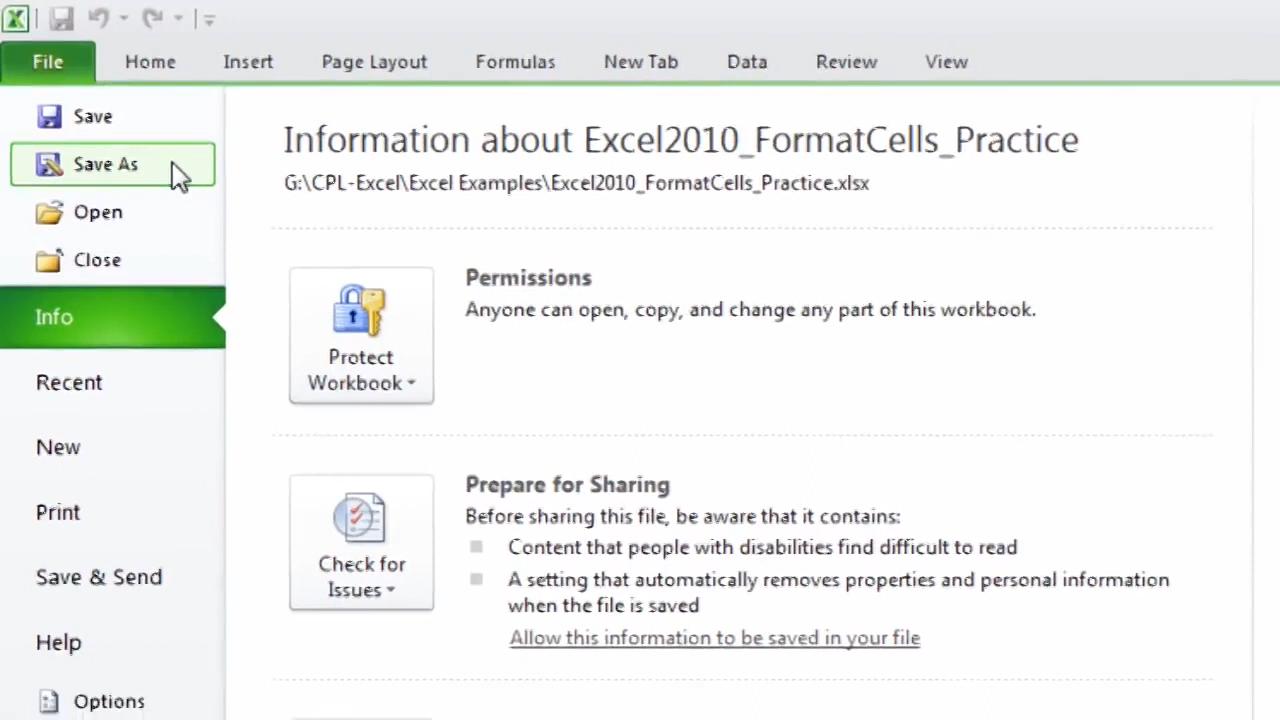 File Home Insert Page Layout Formulas New Tab Data Review View
Save
Save As
Open
Close
Info
Recent
New
Print
Save & Send
Help
Options
Information about Excel2010_FormatCells_Practice
G:\CPL-Excel\Excel Examples\Excel2010_FormatCells_Practice.xlsx
Protect
Workbook
Permissions
Anyone can open, copy, and change any part of this workbook.
Check for
Issues
Prepare for Sharing
Before sharing this file, be aware that it contains:
Content that people with disabilities find difficult to read
A setting that automatically removes properties and personal information
when the file is saved
Allow this information to be saved in your file